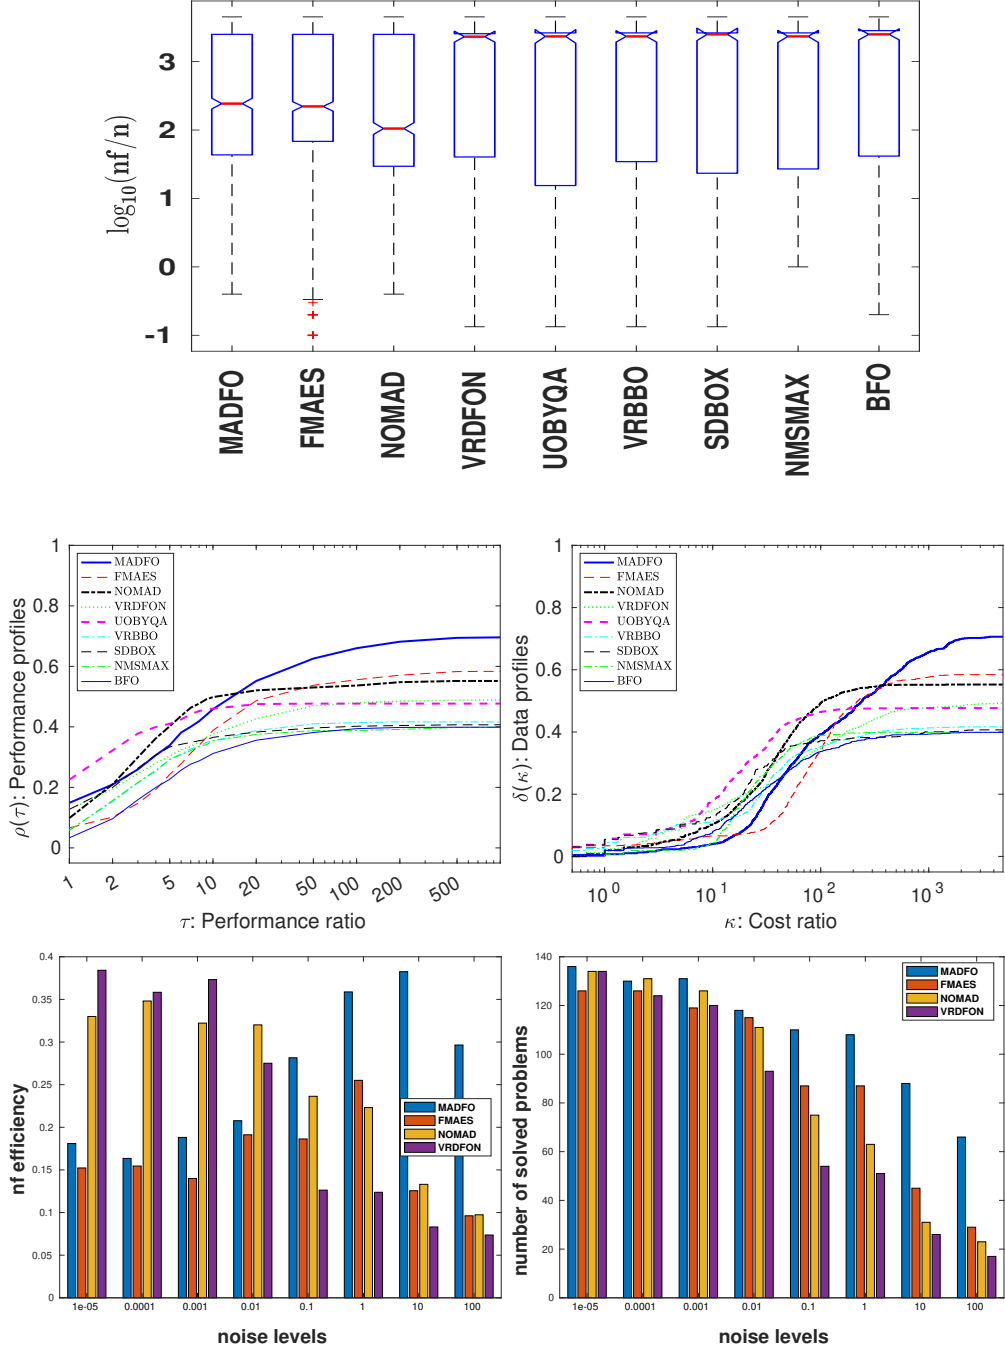 log10(nf/n)
3
2
1
0
-1
MADFO
FMAES
NOMAD
VRDFON
UOBYQA
VRBBO
SDBOX
NMSMAX
BFO
ρ(τ): Performance profiles
1
0.8
0.6
0.4
0.2
0
MADFO
FMAES
NOMAD
VRDFON
UOBYQA
VRBBO
SDBOX
NMSMAX
BFO
1 2 5 10 20 50 100 200 500
τ: Performance ratio
δ(κ): Data profiles
1
0.8
0.6
0.4
0.2
0
MADFO
FMAES
NOMAD
VRDFON
UOBYQA
VRBBO
SDBOX
NMSMAX
BFO
10^0 10^1 10^2 10^3
κ: Cost ratio
nf efficiency
0.4
0.35
0.3
0.25
0.2
0.15
0.1
0.05
0
MADFO
FMAES
NOMAD
VRDFON
1e-05 0.0001 0.001 0.01 0.1 1 10 100
noise levels
number of solved problems
140
120
100
80
60
40
20
0
MADFO
FMAES
NOMAD
VRDFON
1e-05 0.0001 0.001 0.01 0.1 1 10 100
noise levels